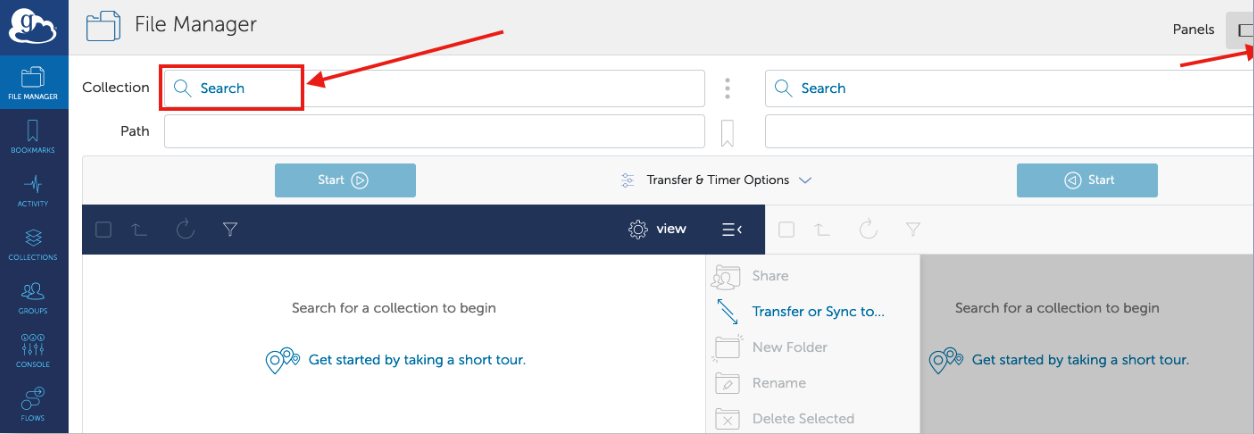 g
File Manager
Panels
FILE MANAGER
BOOKMARKS
ACTIVITY
COLLECTIONS
GROUPS
CONSOLE
FLOWS
Collection
Search
Search
Path
Start
Transfer & Timer Options
Start
view
Search for a collection to begin
Get started by taking a short tour.
Share
Transfer or Sync to...
New Folder
Rename
Delete Selected
Search for a collection to begin
Get started by taking a short tour.